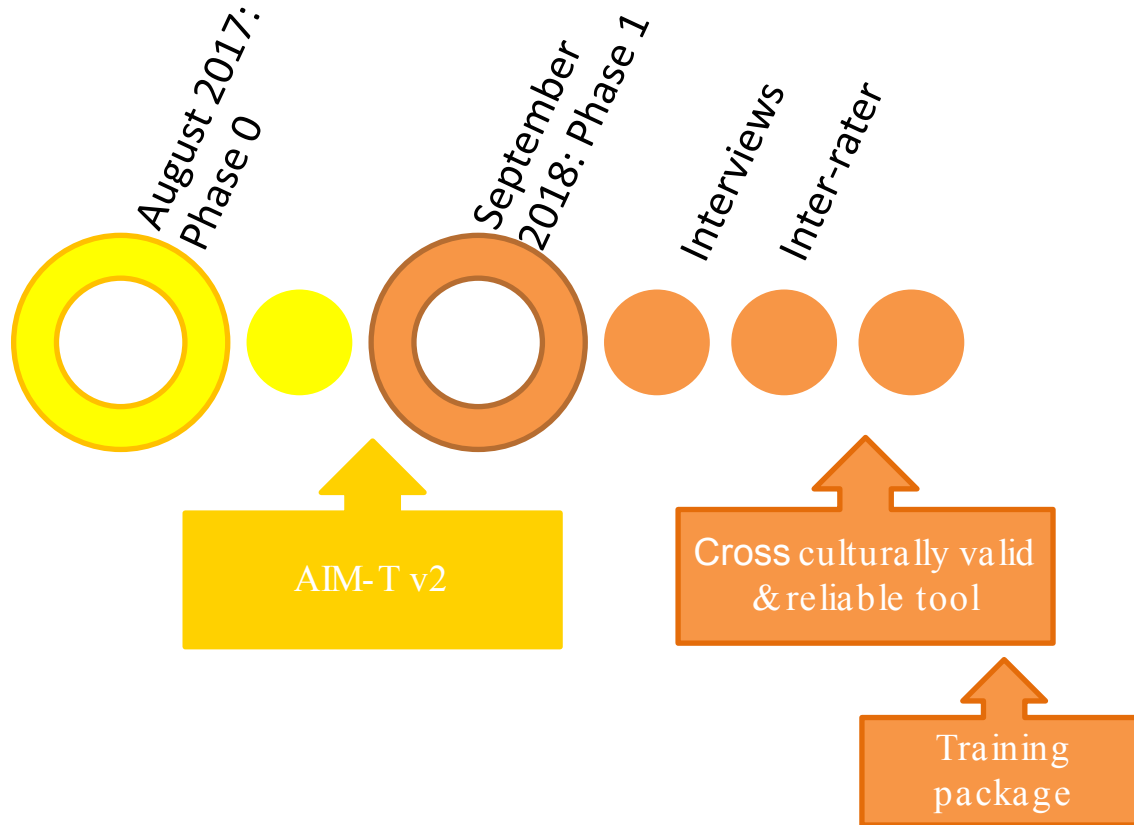 August 2017:
Phase 0
September
2018: Phase 1
Interviews
Inter-rater
AIM-T v2
Cross culturally valid
& reliable tool
Training
package